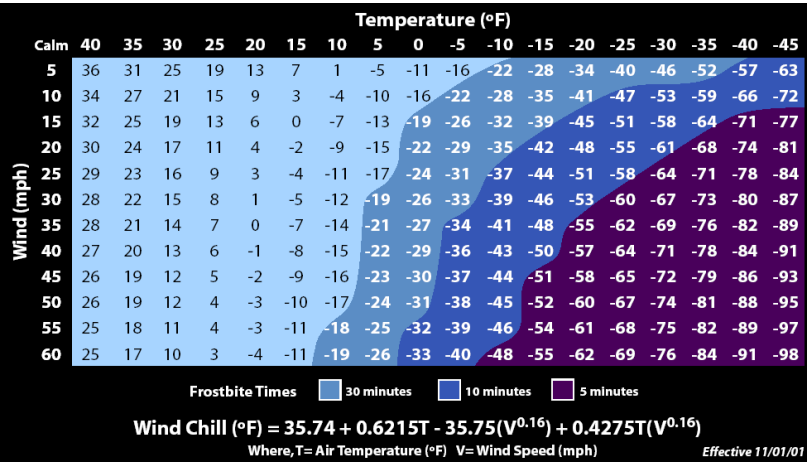 Temperature (ºF)
Calm 40 35 30 25 20 15 10 5 0 -5 -10 -15 -20 -25 -30 -35 -40 -45
5 36 31 25 19 13 7 1 -5 -11 -16 -22 -28 -34 -40 -46 -52 -57 -63
10 34 27 21 15 9 3 -4 -10 -16 -22 -28 -35 -41 -47 -53 -59 -66 -72
15 32 25 19 13 6 0 -7 -13 -19 -26 -32 -39 -45 -51 -58 -64 -71 -77
20 30 24 17 11 4 -2 -9 -15 -22 -29 -35 -42 -48 -55 -61 -68 -74 -81
25 29 23 16 9 3 -4 -11 -17 -24 -31 -37 -44 -51 -58 -64 -71 -78 -84
30 28 22 15 8 1 -5 -12 -19 -26 -33 -39 -46 -53 -60 -67 -73 -80 -87
35 28 21 14 7 0 -7 -14 -21 -27 -34 -41 -48 -55 -62 -69 -76 -82 -89
40 27 20 13 6 -1 -8 -15 -22 -29 -36 -43 -50 -57 -64 -71 -78 -84 -91
45 26 19 12 5 -2 -9 -16 -23 -30 -37 -44 -51 -58 -65 -72 -79 -86 -93
50 26 19 12 4 -3 -10 -17 -24 -31 -38 -45 -52 -60 -67 -74 -81 -88 -95
55 25 18 11 4 -3 -11 -18 -25 -32 -39 -46 -54 -61 -68 -75 -82 -89 -97
60 25 17 10 3 -4 -11 -19 -26 -33 -40 -48 -55 -62 -69 -76 -84 -91 -98
Wind (mph)
Frostbite Times 30 minutes 10 minutes 5 minutes
Wind Chill (ºF) = 35.74 + 0.6215T - 35.75(V^0.16) + 0.4275T(V^0.16)
Where, T= Air Temperature (ºF) V= Wind Speed (mph)
Effective 11/01/01